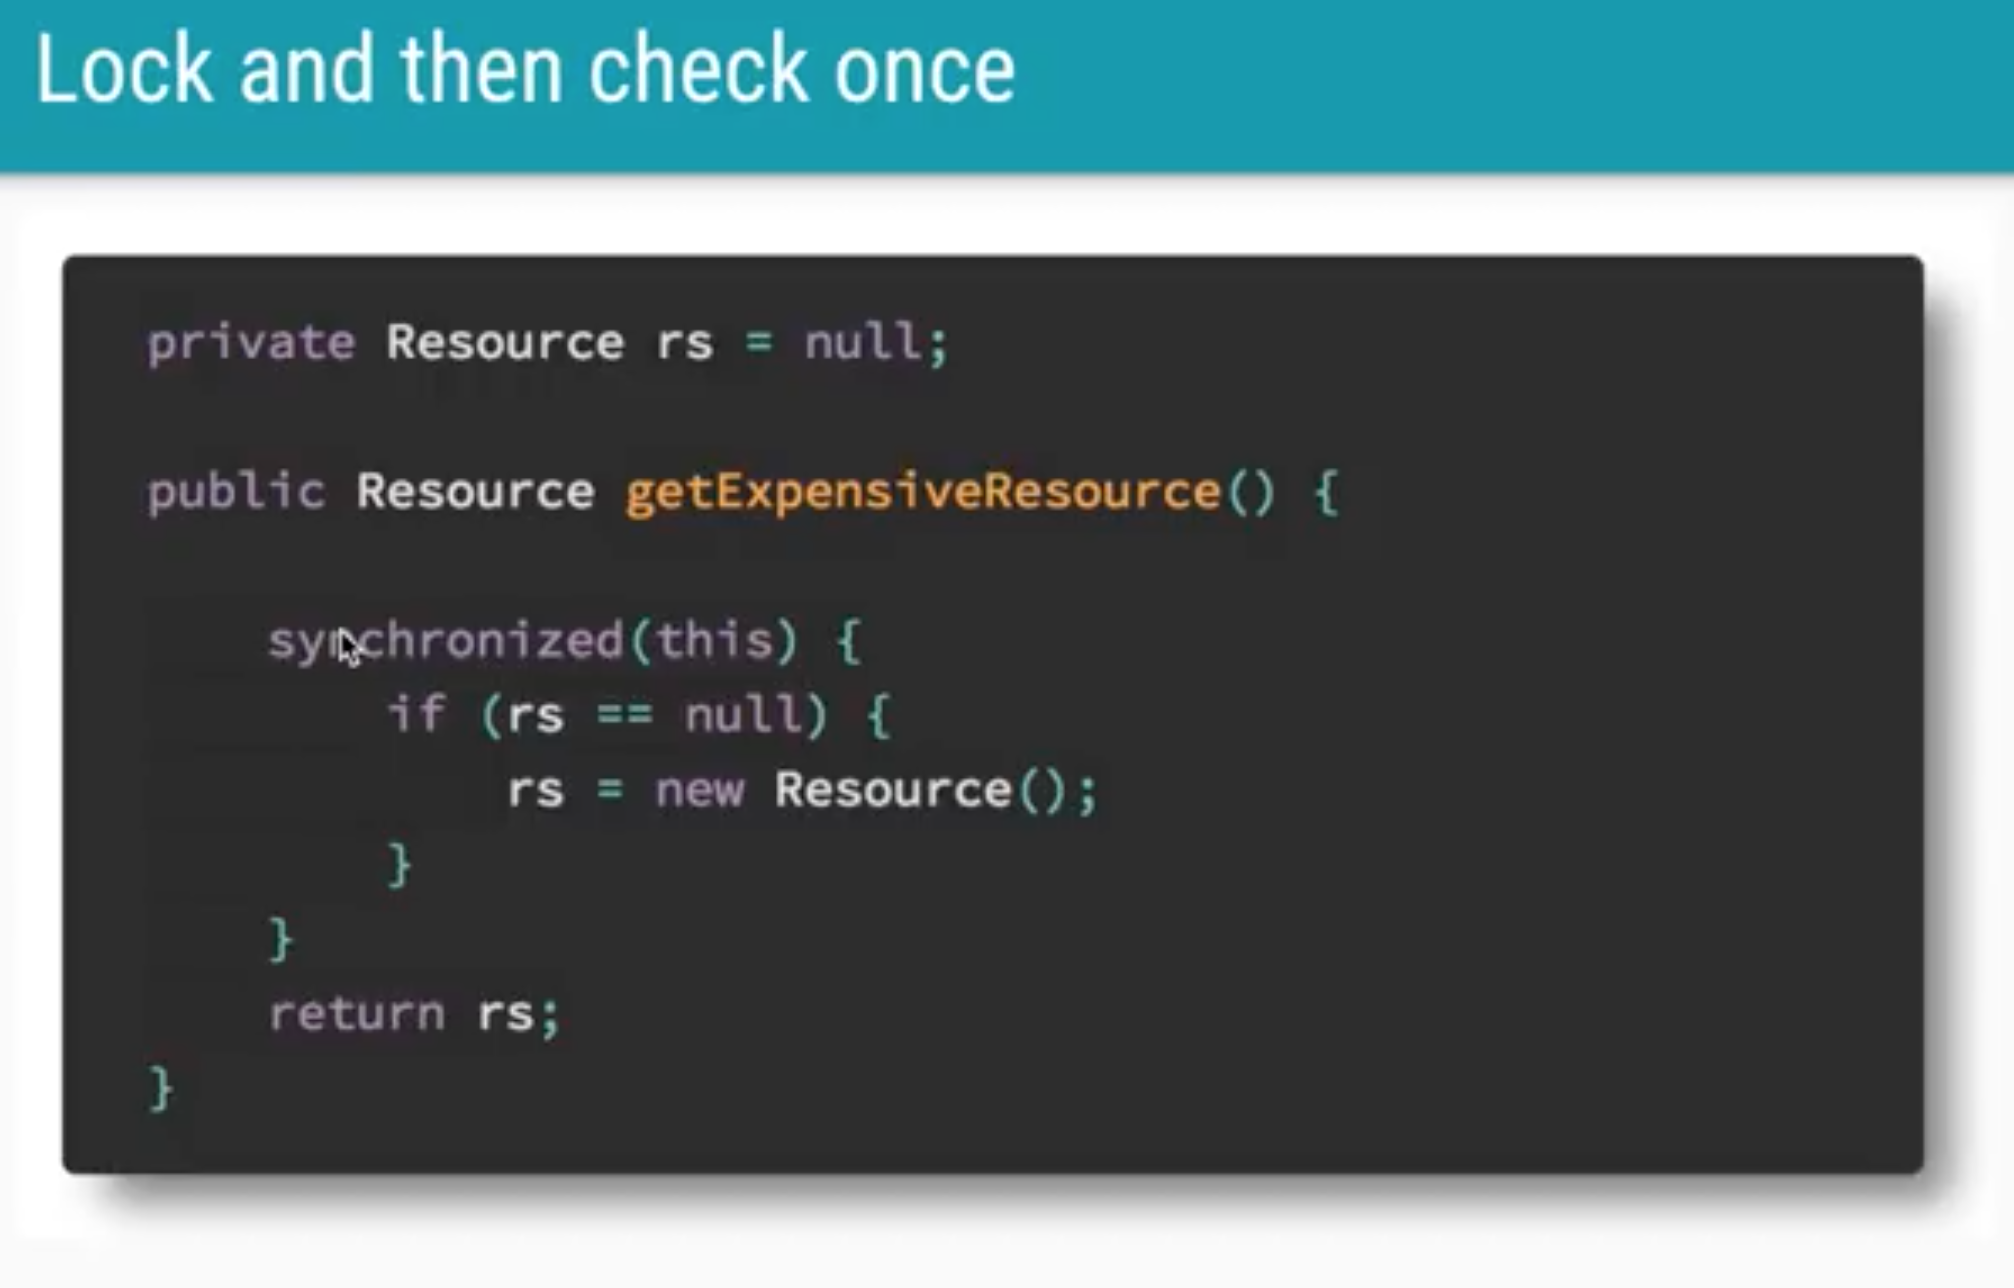 Lock and then check once
private Resource rs = null;
public Resource getExpensiveResource() {
synchronized(this) {
if (rs == null) {
rs = new Resource();
}
}
return rs;
}